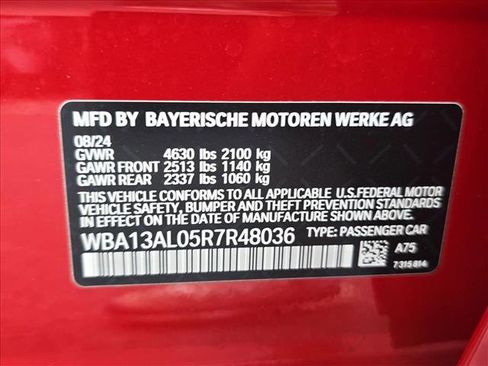 MFD BY BAYERISCHE MOTOREN WERKE AG
08/24
GVWR 4630 lbs 2100 kg
GAWR FRONT 2513 lbs 1140 kg
GAWR REAR 2337 lbs 1060 kg
THIS VEHICLE CONFORMS TO ALL APPLICABLE U.S.FEDERAL MOTOR
VEHICLE SAFETY, BUMPER AND THEFT PREVENTION STANDARDS
IN EFFECT ON THE DATE OF MANUFACTURE SHOWN ABOVE.
WBA13AL05R7R48036 TYPE: PASSENGER CAR
A75
7315814